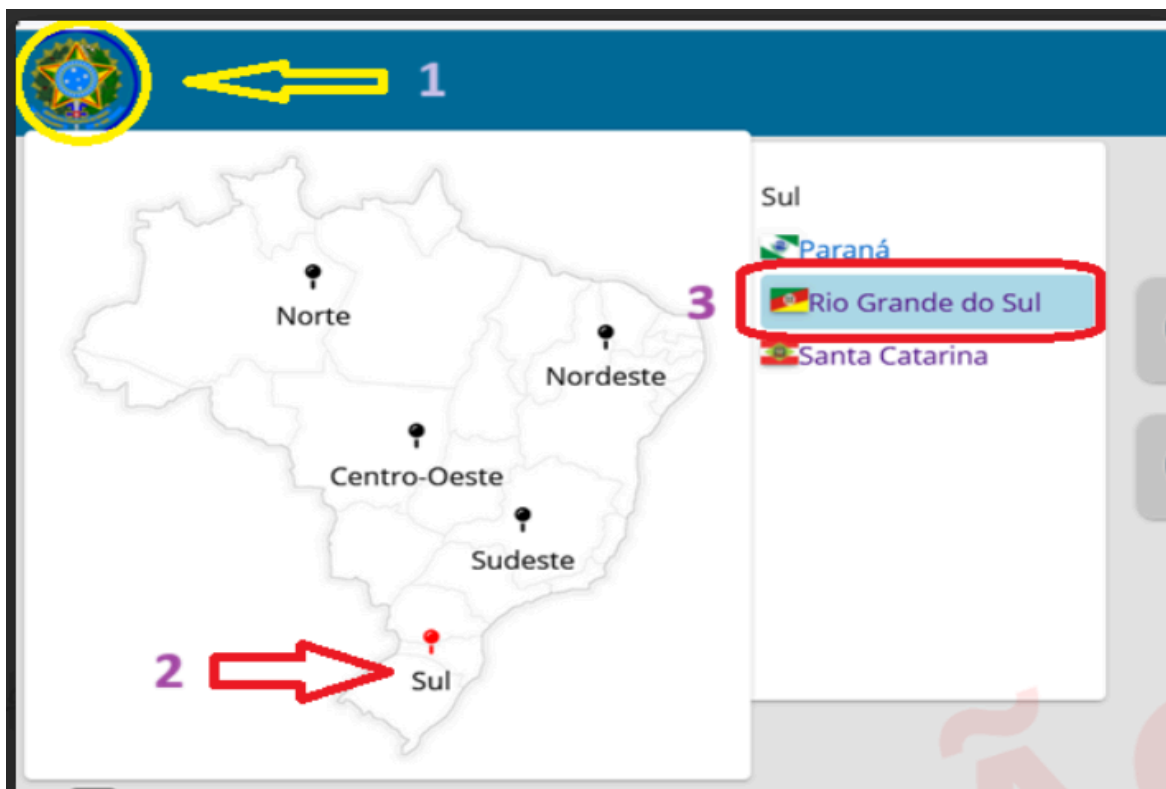 1
Sul
Paraná
Norte
3
Rio Grande do Sul
Nordeste
Santa Catarina
Centro-Oeste
Sudeste
2
Sul